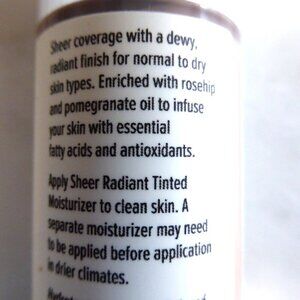 Sheer coverage with a dewy,
radiant finish for normal to dry
skin types. Enriched with rosehip
and pomegranate oil to infuse
your skin with essential
fatty acids and antioxidants.
Apply Sheer Radiant Tinted
Moisturizer to clean skin. A
separate moisturizer may need
to be applied before application
in drier climates.